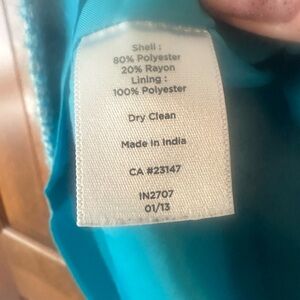 Shell :
80% Polyester
20% Rayon
Lining :
100% Polyester
Dry Clean
Made in India
CA #23147
IN2707
01/13